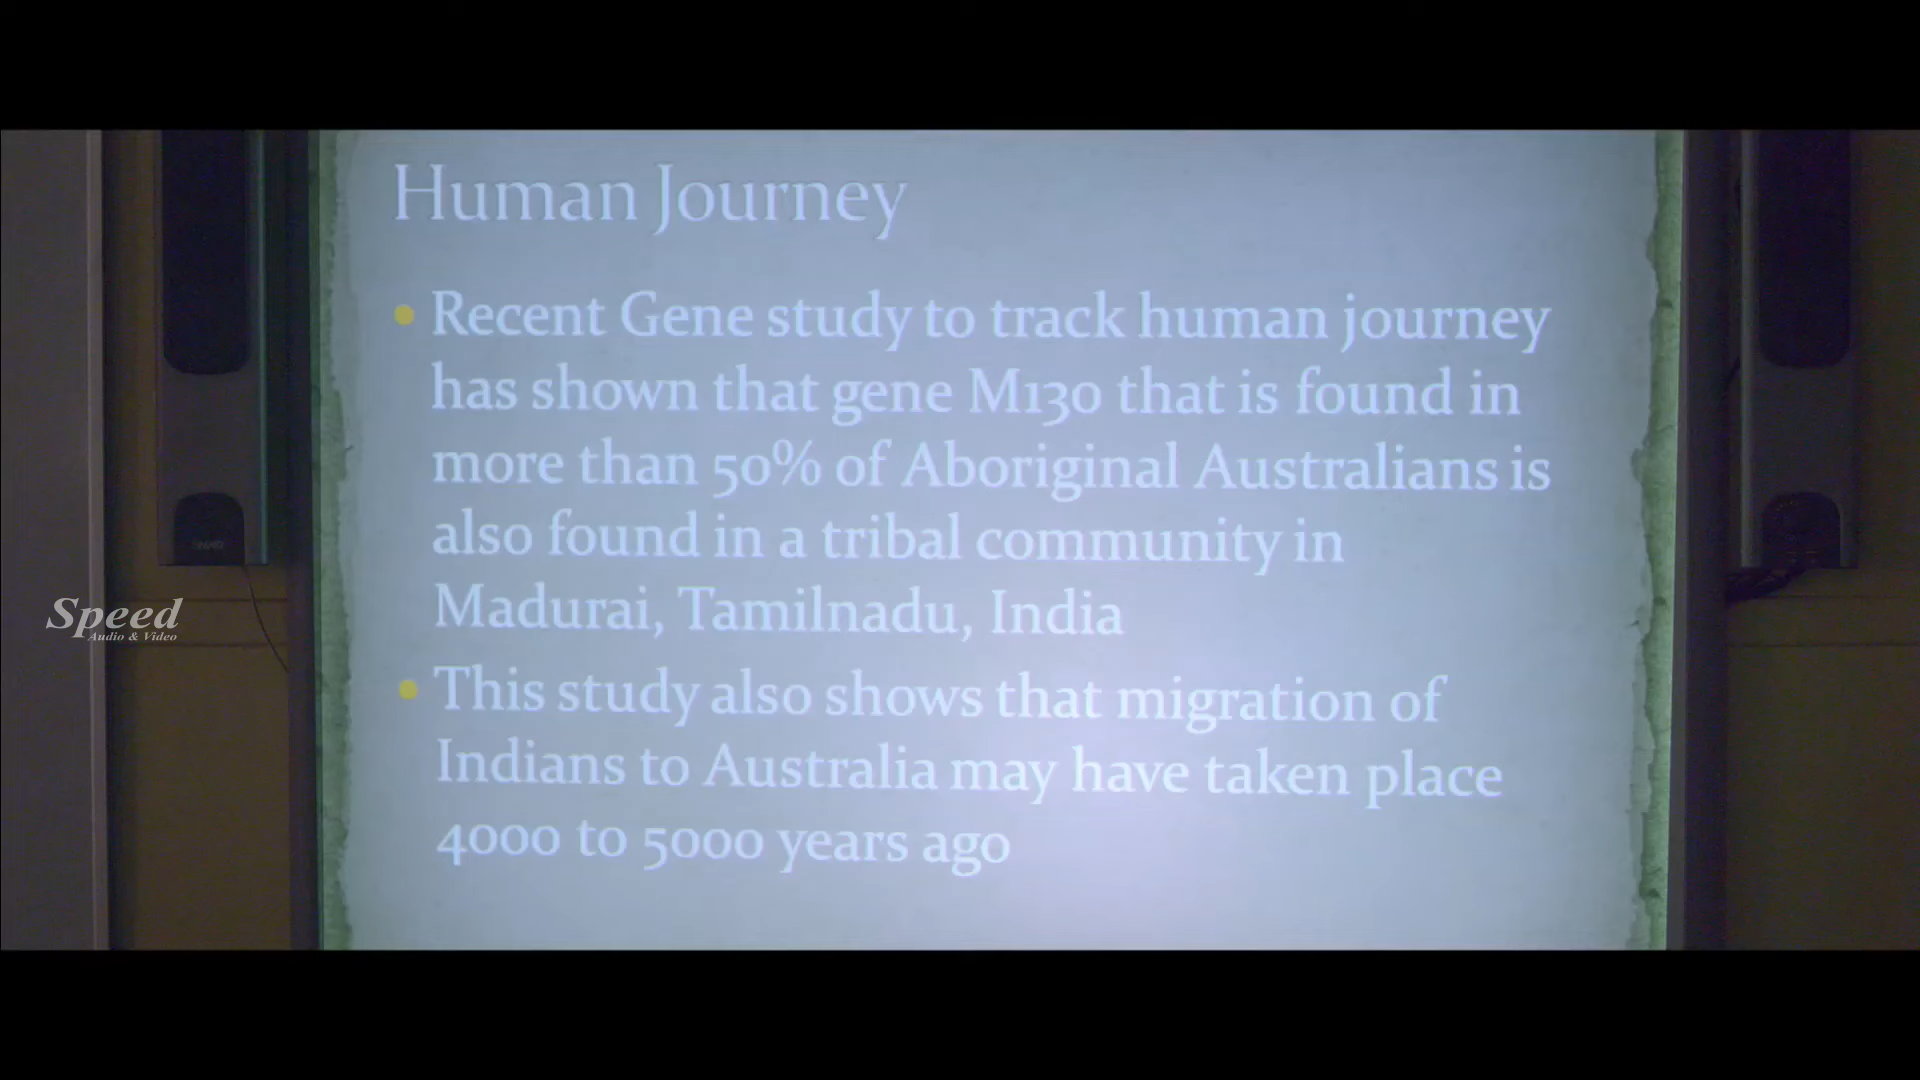 Human Journey
• Recent Gene study to track human journey
has shown that gene M130 that is found in
more than 50% of Aboriginal Australians is
also found in a tribal community in
Madurai, Tamilnadu, India
• This study also shows that migration of
Indians to Australia may have taken place
4000 to 5000 years ago
Speed
Audio & Video